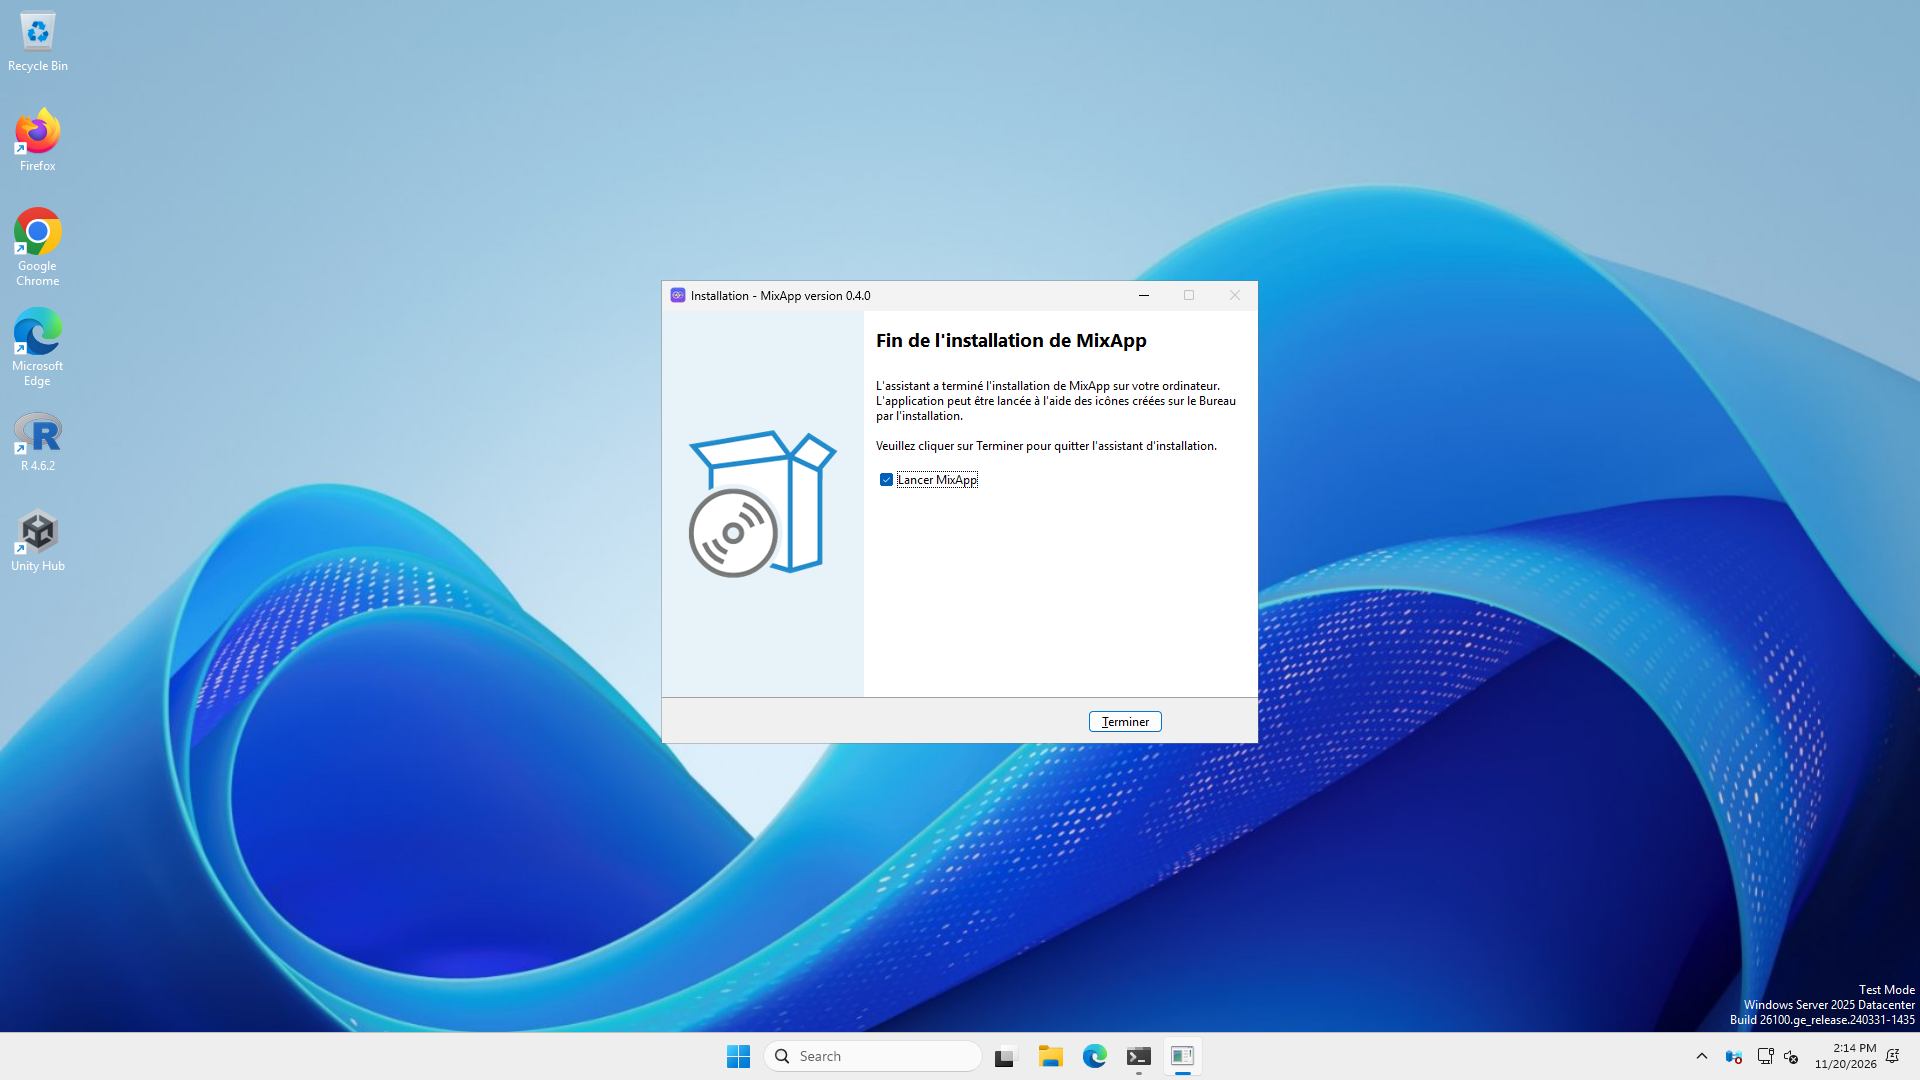 Recycle Bin
Firefox
Google
Chrome
Microsoft
Edge
R 4.6.2
Unity Hub
Installation - MixApp version 0.4.0
Fin de l'installation de MixApp
L'assistant a terminé l'installation de MixApp sur votre ordinateur.
L'application peut être lancée à l'aide des icônes créées sur le Bureau
par l'installation.
Veuillez cliquer sur Terminer pour quitter l'assistant d'installation.
Lancer MixApp
Terminer
Test Mode
Windows Server 2025 Datacenter
Build 26100.ge_release.240331-1435
Search
2:14 PM
11/20/2026